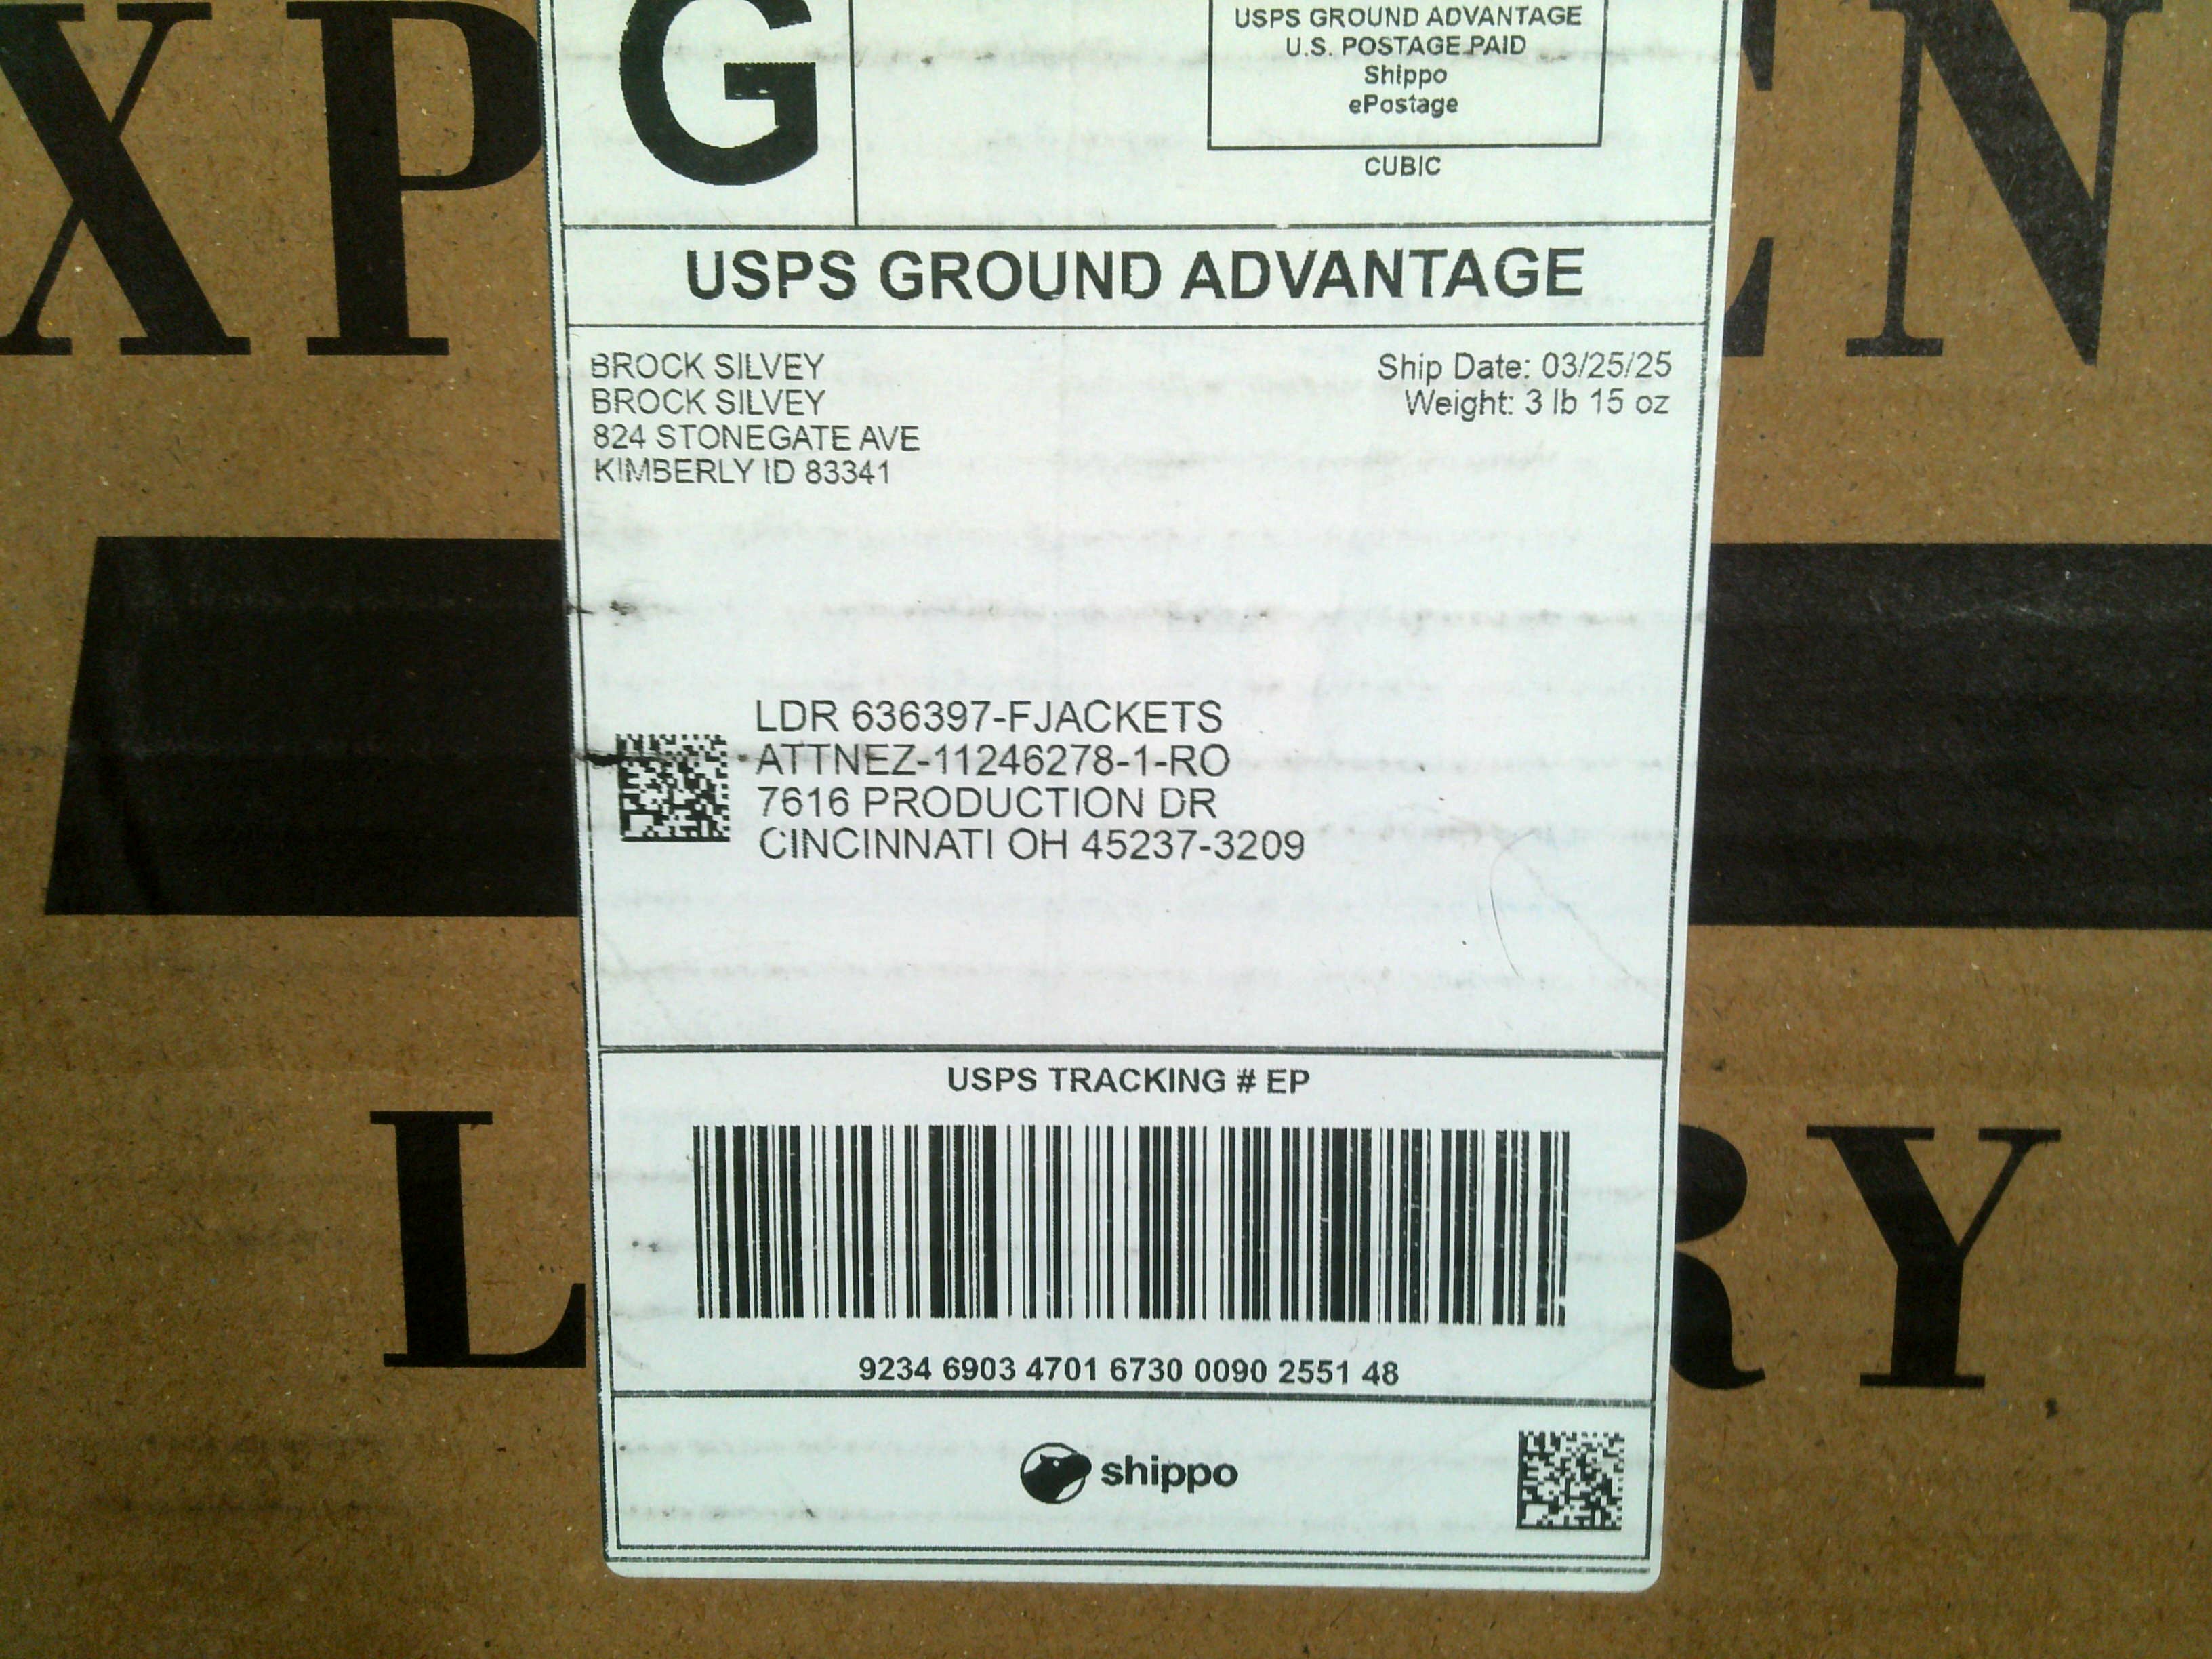 XP
EN
G
USPS GROUND ADVANTAGE
U.S. POSTAGE PAID
Shippo
ePostage
CUBIC
USPS GROUND ADVANTAGE
BROCK SILVEY
BROCK SILVEY
824 STONEGATE AVE
KIMBERLY ID 83341
Ship Date: 03/25/25
Weight: 3 lb 15 oz
LDR 636397-FJACKETS
ATTNEZ-11246278-1-RO
7616 PRODUCTION DR
CINCINNATI OH 45237-3209
USPS TRACKING # EP
9234 6903 4701 6730 0090 2551 48
shippo
L
RY